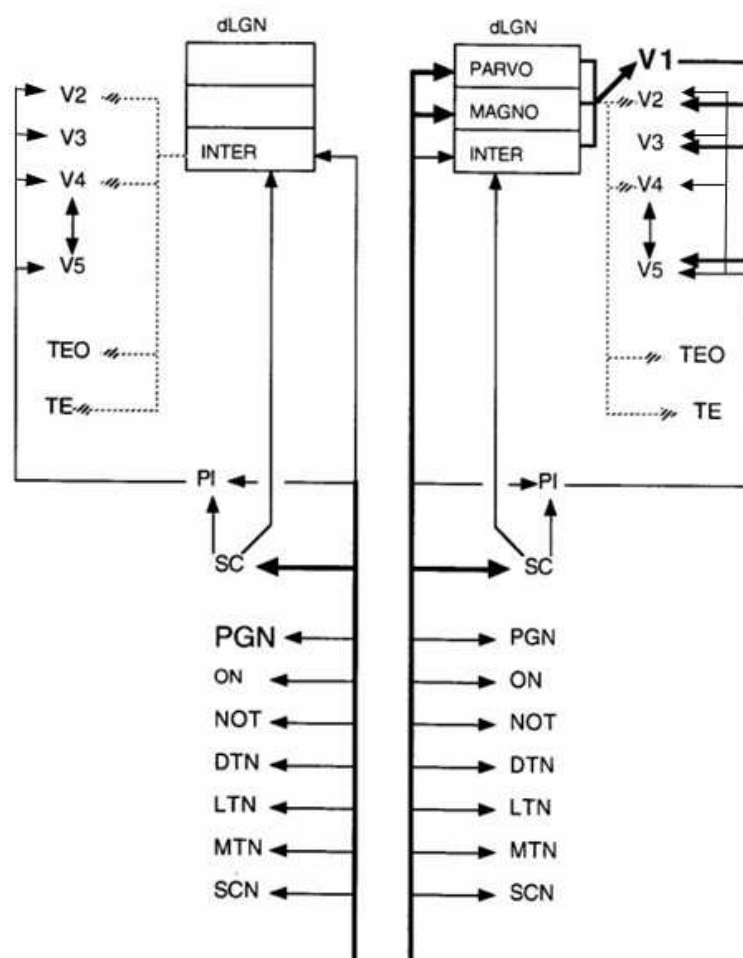 dLGN
INTER
V2
V3
V4
V5
TEO
TE
PI
SC
PGN
ON
NOT
DTN
LTN
MTN
SCN
dLGN
PARVO
MAGNO
INTER
V1
V2
V3
V4
V5
TEO
TE
PI
SC
PGN
ON
NOT
DTN
LTN
MTN
SCN